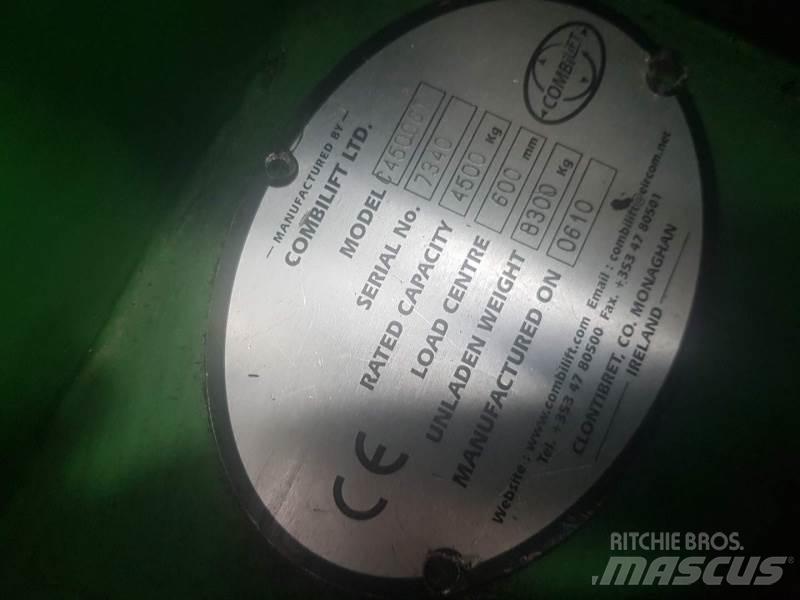 COMBiLiFT
— MANUFACTURED BY —
COMBILIFT LTD.
MODEL
SERIAL No. 7340
RATED CAPACITY 4500 Kg
LOAD CENTRE 600 mm
UNLADEN WEIGHT 8300 Kg
MANUFACTURED ON 0610
CE
Website : www.combilift.com Email : combilift@eircom.net
Tel. +353 47 80500 Fax. +353 47 80501
CLONTIBRET, CO. MONAGHAN
— IRELAND —
RITCHIE BROS.
MASCUS